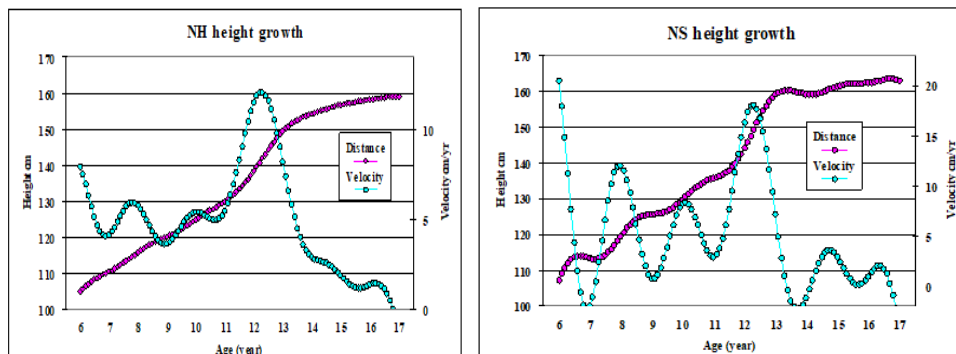 NH height growth
170
160
150
140
130
120
110
100
Height cm
10
5
0
Velocity cm/yr
Distance
Velocity
6 7 8 9 10 11 12 13 14 15 16 17
Age (year)
NS height growth
170
160
150
140
130
120
110
100
H eight cm
20
15
10
5
0
Velocity cm/yr
Distance
Velocity
6 7 8 9 10 11 12 13 14 15 16 17
Age (year)